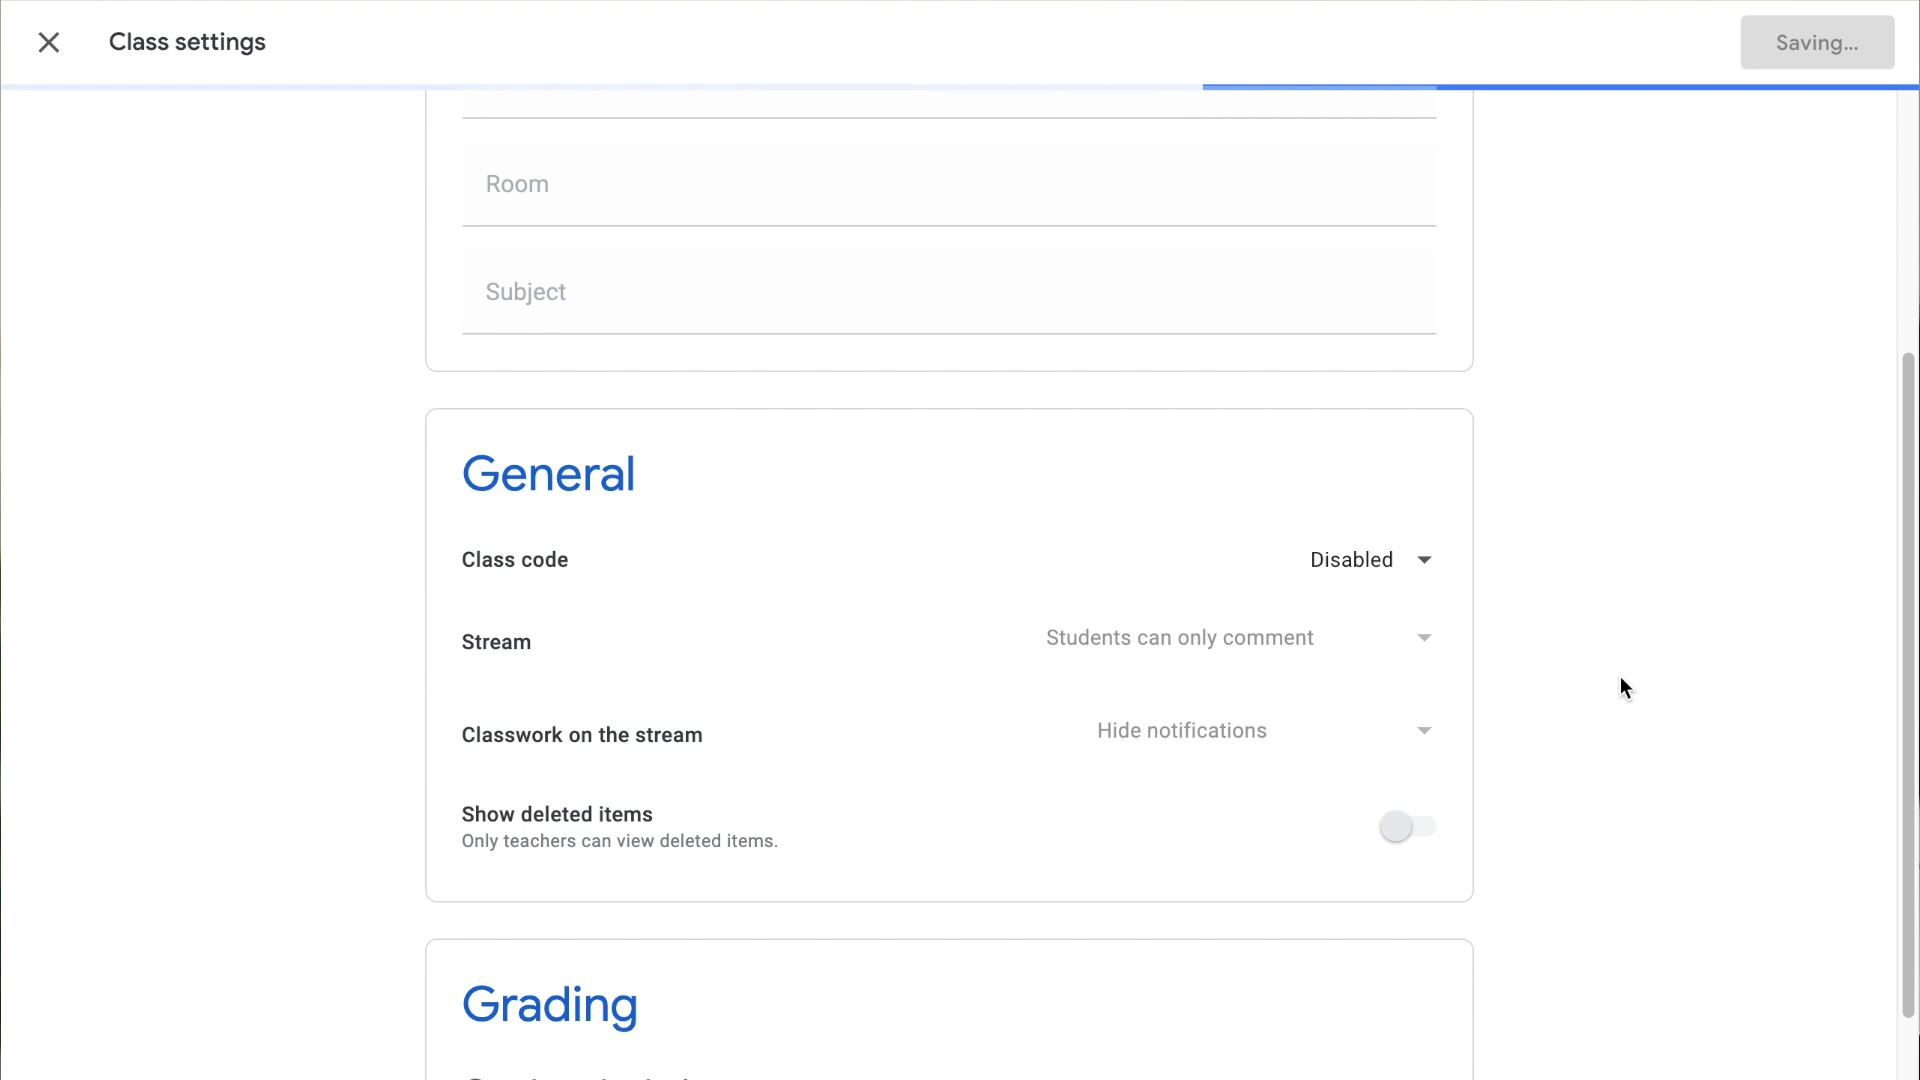 Class settings
Saving...
Room
Subject
General
Class code
Disabled
Stream
Students can only comment
Classwork on the stream
Hide notifications
Show deleted items
Only teachers can view deleted items.
Grading